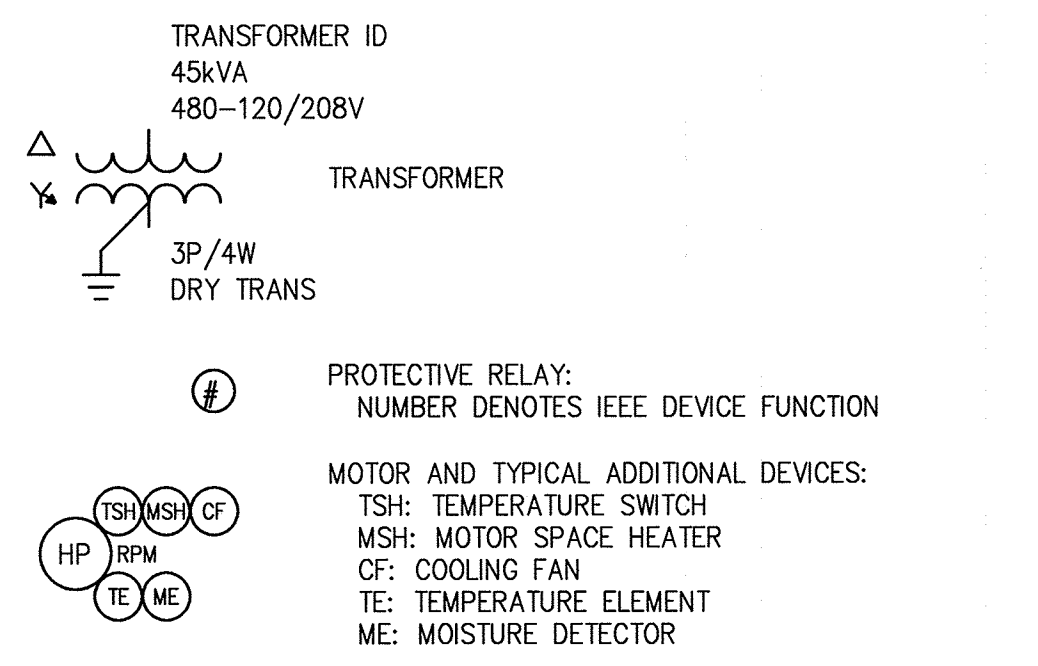 TRANSFORMER ID
45kVA
480-120/208V
TRANSFORMER
3P/4W
DRY TRANS
#
PROTECTIVE RELAY:
NUMBER DENOTES IEEE DEVICE FUNCTION
MOTOR AND TYPICAL ADDITIONAL DEVICES:
TSH: TEMPERATURE SWITCH
MSH: MOTOR SPACE HEATER
CF: COOLING FAN
TE: TEMPERATURE ELEMENT
ME: MOISTURE DETECTOR
TSH MSH CF
HP RPM
TE ME